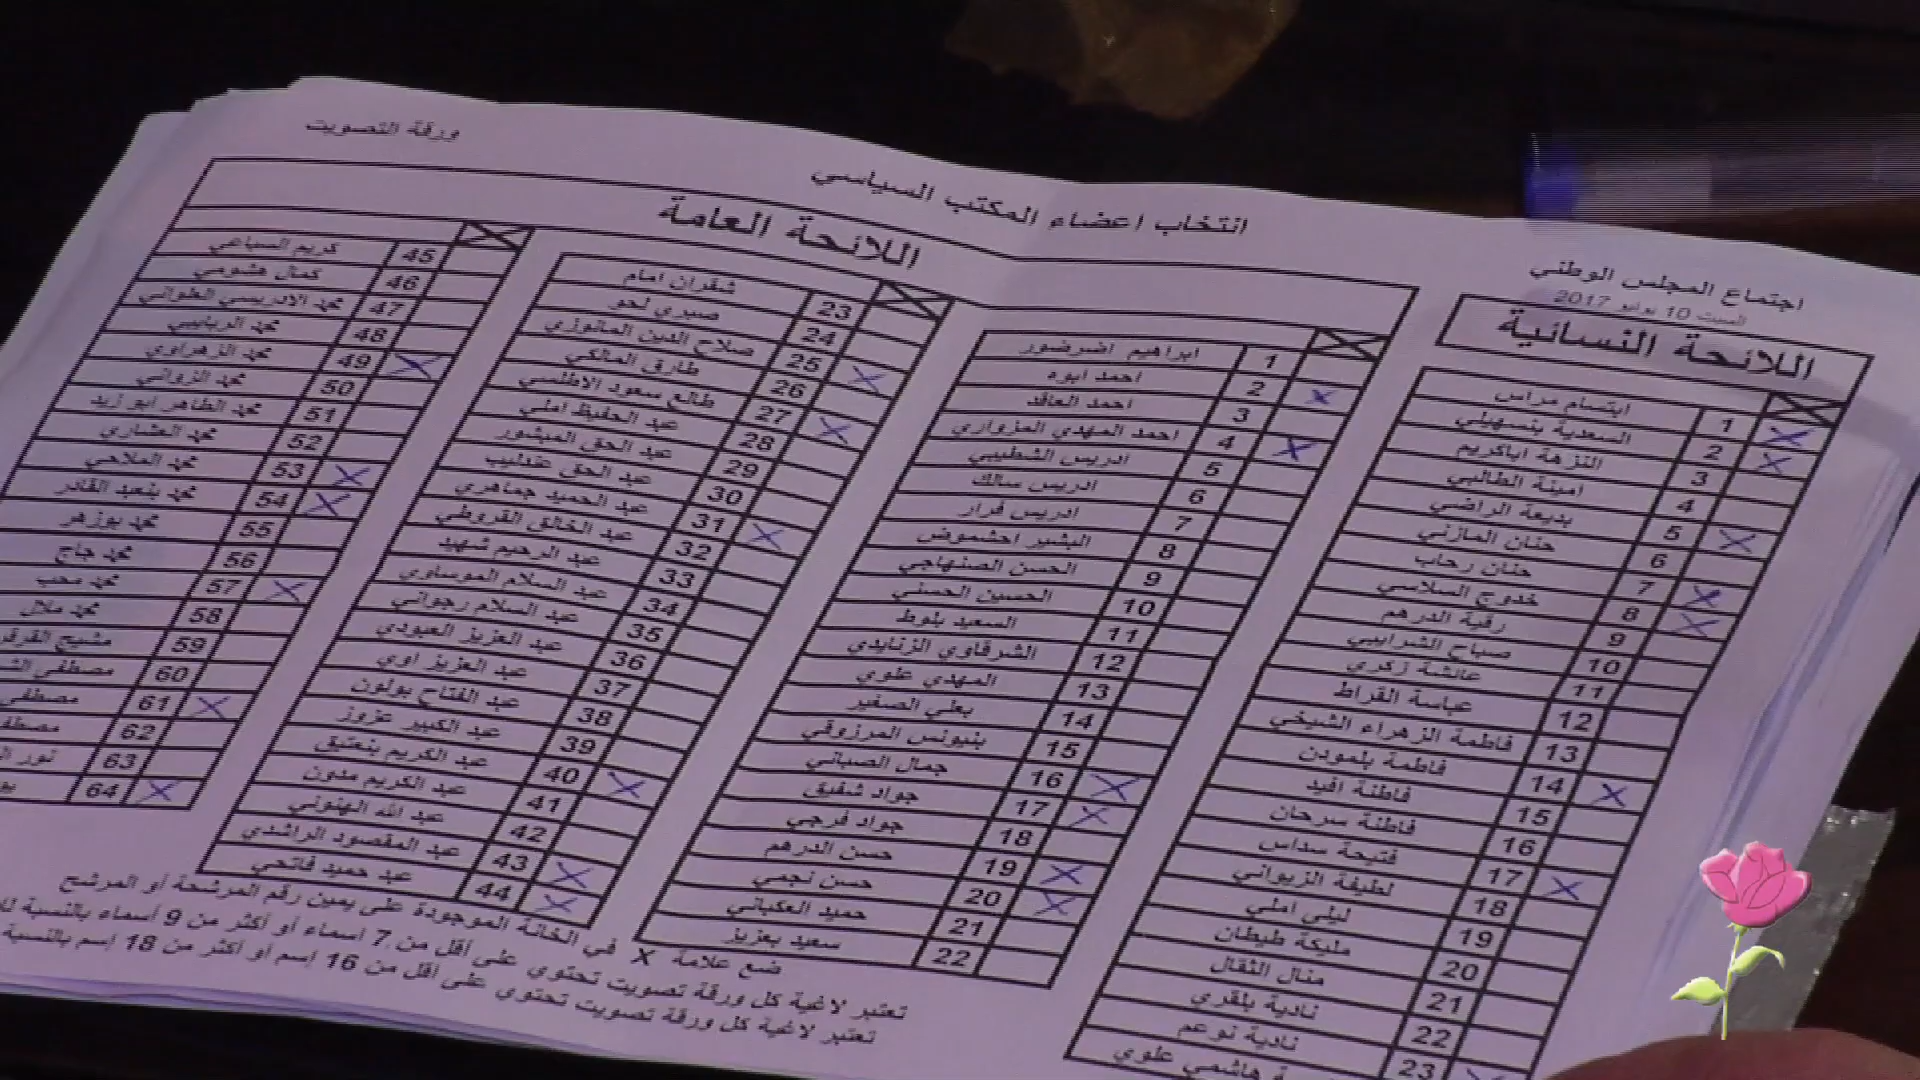 ورقة التصويت
انتخاب اعضاء المكتب السياسي
اجتماع المجلس الوطني
السبت 10 يونيو 2017
اللائحة النسائية
1 ابتسام مراس
2 السعدية بنسهيلي
3 النزهة اباكريم
4 امينة الطالبي
5 بديعة الراضي
6 حنان المازني
7 حنان رحاب
8 خدوج السلاسي
9 رقية الدرهم
10 صباح الشرايبي
11 عائشة زكري
12 عباسة القراط
13 فاطمة الزهراء الشيخي
14 فاطمة بلمودن
15 فاطنة افيد
16 فاطنة سرحان
17 فتيحة سداس
18 لطيفة الزيواني
19 ليلى املي
20 مليكة طيطان
21 منال الثقال
22 نادية بلقري
23 نادية نوعم
هاشمي علوي
اللائحة العامة
1 ابراهيم اضرضور
2 احمد ابوه
3 احمد العاقد
4 احمد المهدي المزواري
5 ادريس الشطيبي
6 ادريس سالك
7 ادريس فرار
8 البشير احشموض
9 الحسن الصنهاجي
10 الحسين الحسني
11 السعيد بلوط
12 الشرقاوي الزنايدي
13 المهدي علوي
14 يعلي الصغير
15 بنيونس المرزوقي
16 جمال الصباني
17 جواد شفيق
18 جواد فرجي
19 حسن الدرهم
20 حسن نجمي
21 حميد العكباني
22 سعيد بعزيز
23 شقران امام
24 صبري لحو
25 صلاح الدين المانوزي
26 طارق المالكي
27 طالع سعود الاطلسي
28 عبد الحفيظ املي
29 عبد الحق المبشور
30 عبد الحق عندليب
31 عبد الحميد جماهري
32 عبد الخالق القروطي
33 عبد الرحيم شهيد
34 عبد السلام الموساوي
35 عبد السلام رجواني
36 عبد العزيز العبودي
37 عبد العزيز اوي
38 عبد الفتاح بولون
39 عبد الكبير عزوز
40 عبد الكريم بنعتيق
41 عبد الكريم مدون
42 عبد الله الهنوني
43 عبد المقصود الراشدي
44 عبد حميد فاتحي
45 كريم السباعي
46 كمال هشومي
47 محمد الادريسي العلواني
48 محمد الربايبي
49 محمد الزهراوي
50 محمد الزواني
51 محمد الطاهر ابو زيد
52 محمد العشاري
53 محمد الملاحي
54 محمد بنعبد القادر
55 محمد بوزهر
56 محمد جاج
57 محمد محب
58 محمد ملال
59 مشيج القرقر
60 مصطفى
61 مصطفى
62
63 نور
64
ضع علامة X في الخانة الموجودة على يمين رقم المرشحة أو المرشح
تعتبر لاغية كل ورقة تصويت تحتوي على أقل من 7 اسماء أو أكثر من 9 أسماء بالنسبة
تعتبر لاغية كل ورقة تصويت تحتوي على أقل من 16 إسم أو أكثر من 18 إسم بالنسبة